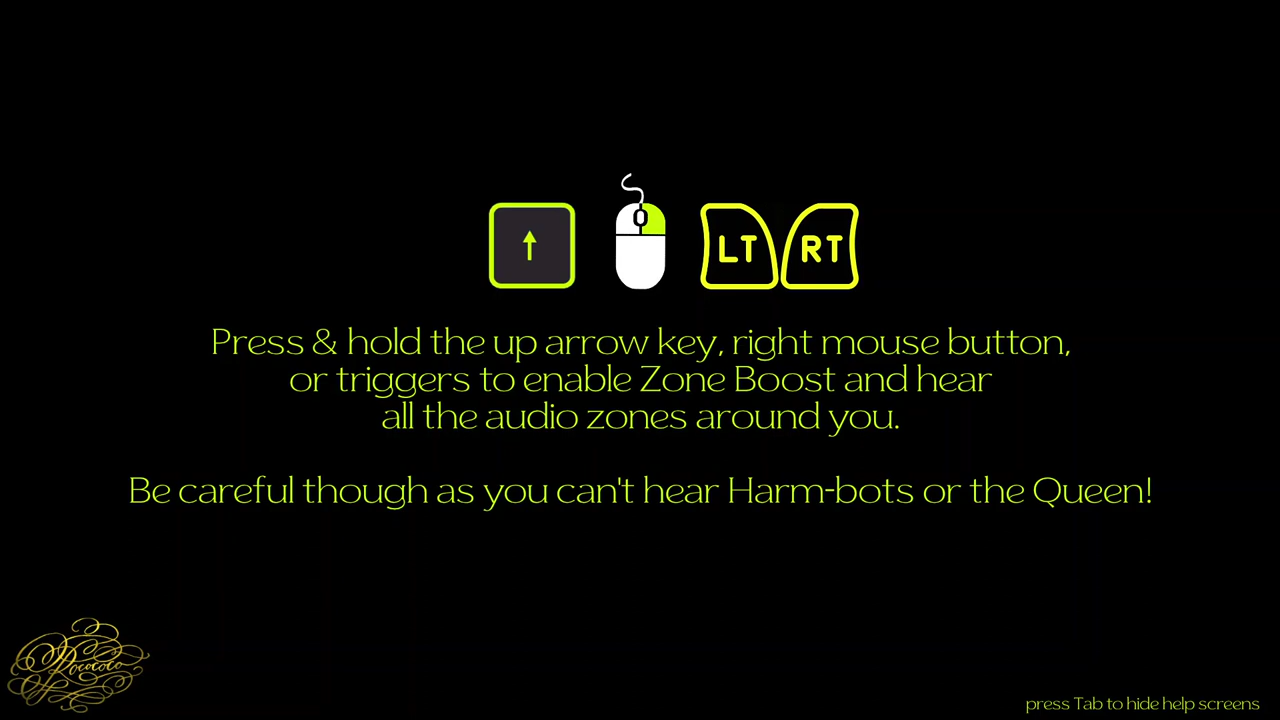 ↑
LT RT
Press & hold the up arrow key, right mouse button,
or triggers to enable Zone Boost and hear
all the audio zones around you.
Be careful though as you can't hear Harm-bots or the Queen!
Rocococo
press Tab to hide help screens